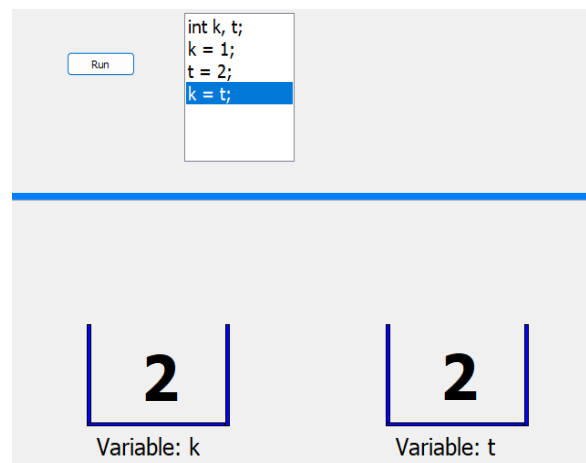 Run
int k, t;
k = 1;
t = 2;
k = t;
2
2
Variable: k
Variable: t